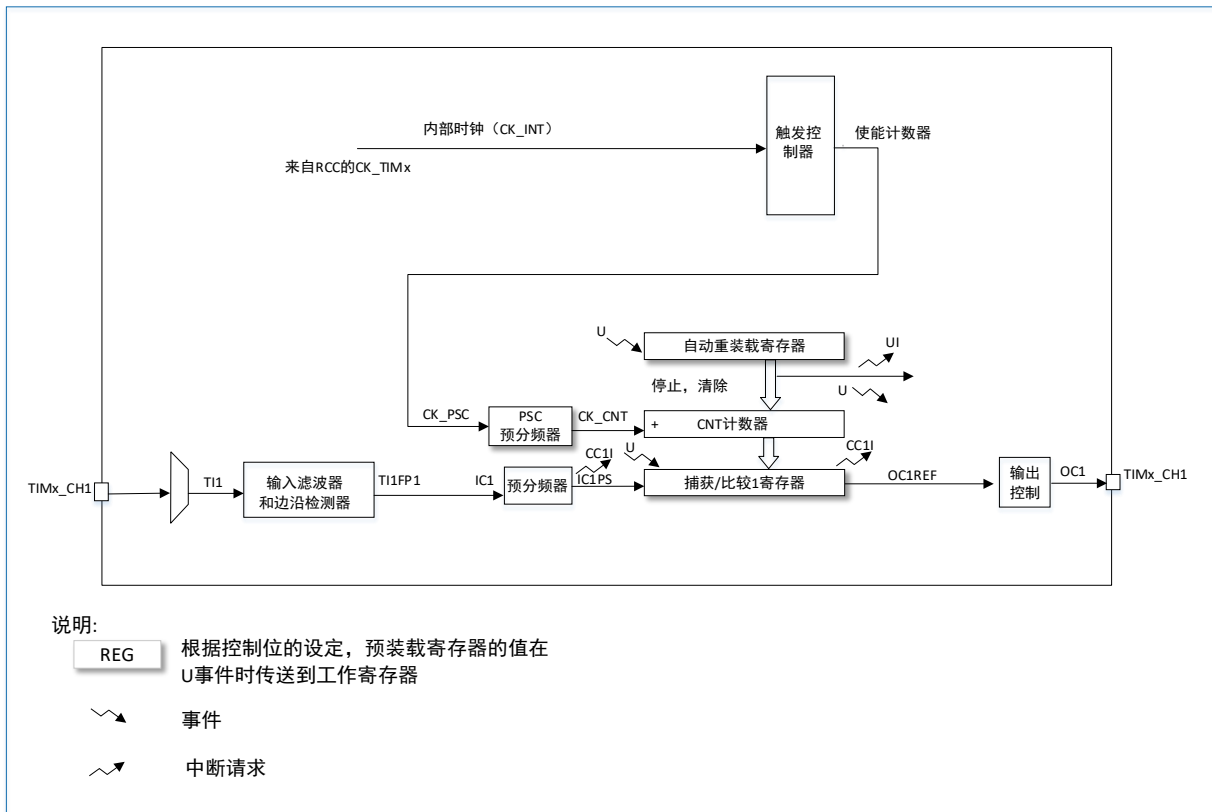 内部时钟（CK_INT）
来自RCC的CK_TIMx
触发控
制器
使能计数器
U
自动重装载寄存器
UI
停止，清除
U
CK_PSC
PSC
预分频器
CK_CNT
+
CNT计数器
TIMx_CH1
TI1
输入滤波器
和边沿检测器
TI1FP1
IC1
预分频器
CC1I
IC1PS
U
捕获/比较1寄存器
CC1I
OC1REF
输出
控制
OC1
TIMx_CH1
说明:
REG
根据控制位的设定，预装载寄存器的值在
U事件时传送到工作寄存器
事件
中断请求